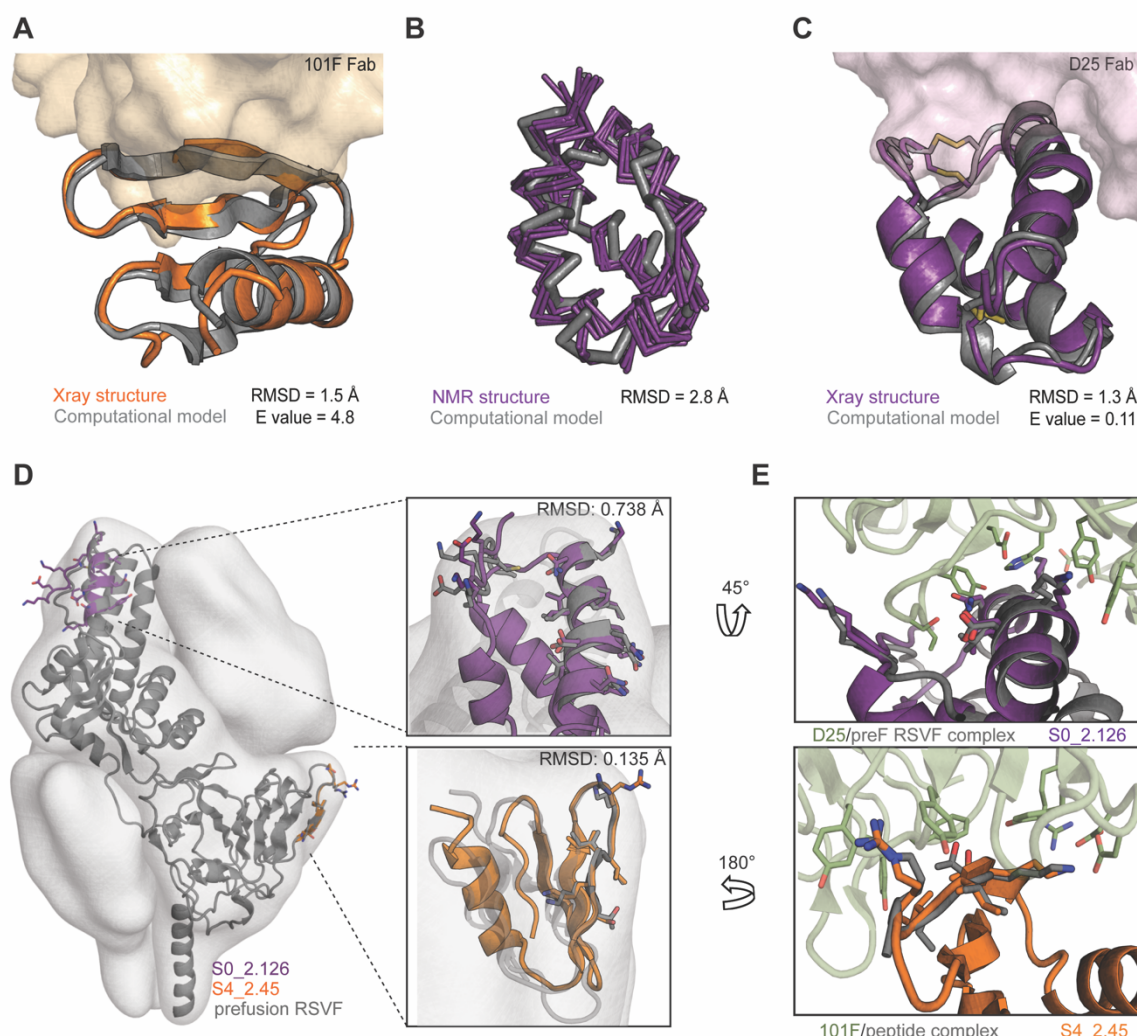 A
B
C
101F Fab
D25 Fab
Xray structure
Computational model
RMSD = 1.5 Å
E value = 4.8
NMR structure
Computational model
RMSD = 2.8 Å
Xray structure
Computational model
RMSD = 1.3 Å
E value = 0.11
D
E
RMSD: 0.738 Å
45°
D25/preF RSVF complex
S0_2.126
RMSD: 0.135 Å
180°
S0_2.126
S4_2.45
prefusion RSVF
101F/peptide complex
S4_2.45